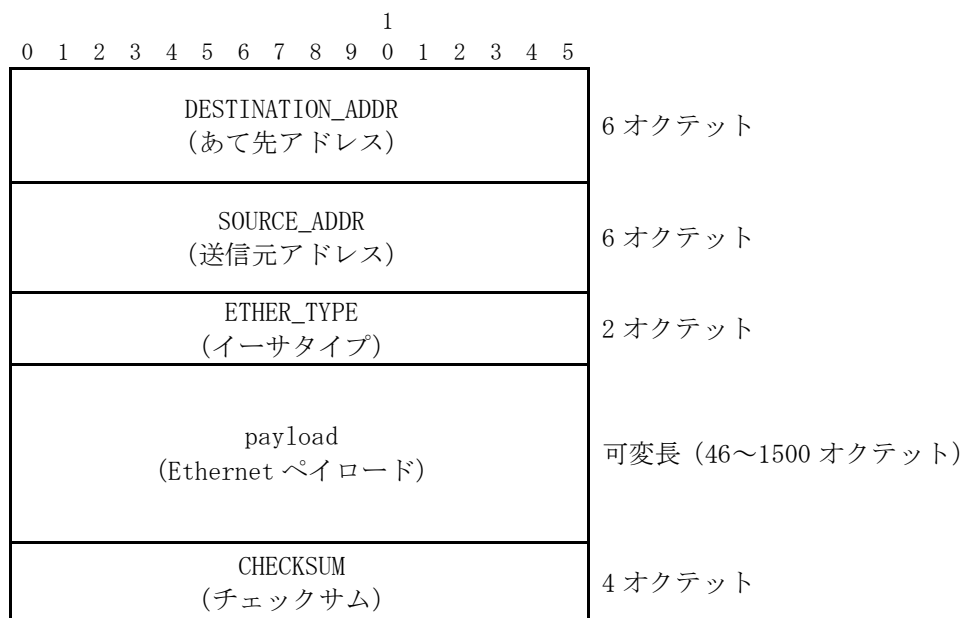 1
0 1 2 3 4 5 6 7 8 9 0 1 2 3 4 5
DESTINATION_ADDR
(あて先アドレス)
6 オクテット
SOURCE_ADDR
(送信元アドレス)
6 オクテット
ETHER_TYPE
(イーサタイプ)
2 オクテット
payload
(Ethernet ペイロード)
可変長 (46～1500 オクテット)
CHECKSUM
(チェックサム)
4 オクテット